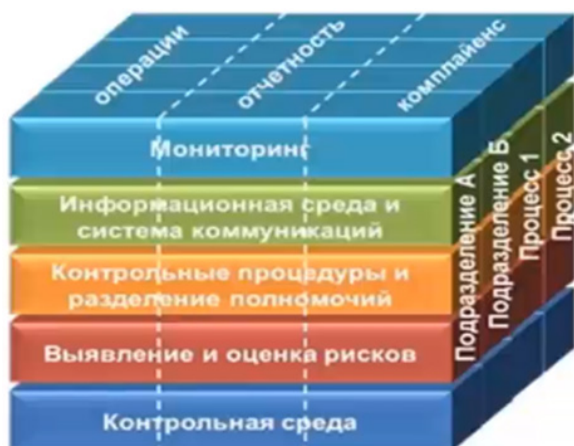 операции
отчетность
комплайенс
Мониторинг
Информационная среда и
система коммуникаций
Контрольные процедуры и
разделение полномочий
Выявление и оценка рисков
Контрольная среда
Подразделение А
Подразделение Б
Процесс 1
Процесс 2